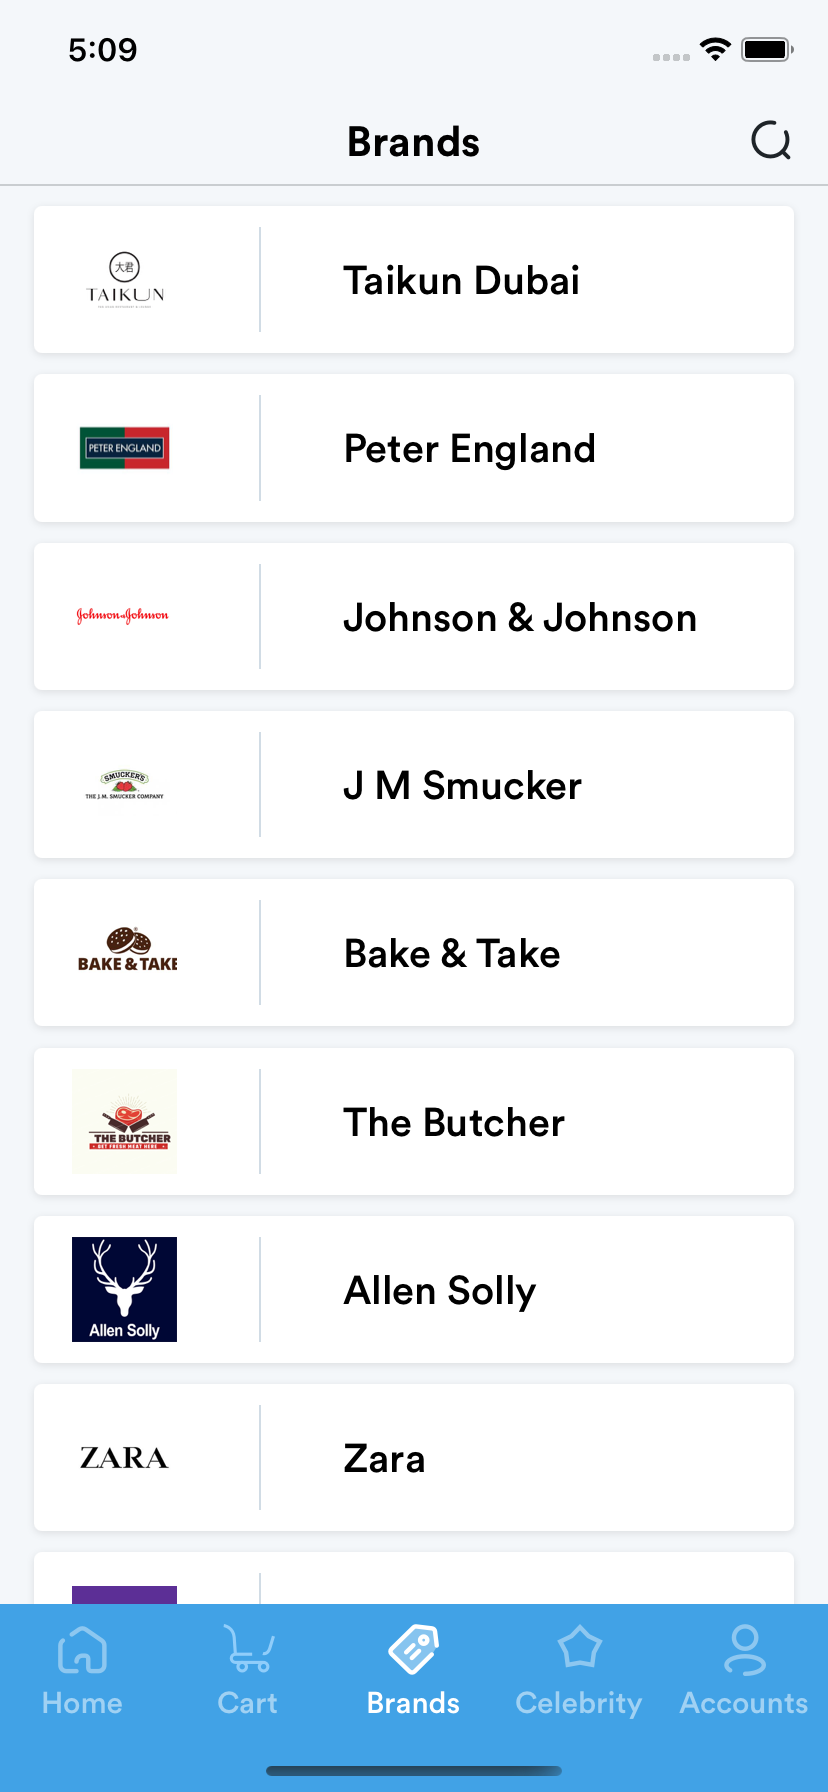 5:09
Brands
大君
TAIKUN
Taikun Dubai
PETER ENGLAND
Peter England
Johnson & Johnson
Johnson & Johnson
SMUCKER'S
THE J.M. SMUCKER COMPANY
J M Smucker
BAKE & TAKE
Bake & Take
THE BUTCHER
GET FRESH MEAT HERE
The Butcher
Allen Solly
Allen Solly
ZARA
Zara
Home
Cart
Brands
Celebrity
Accounts